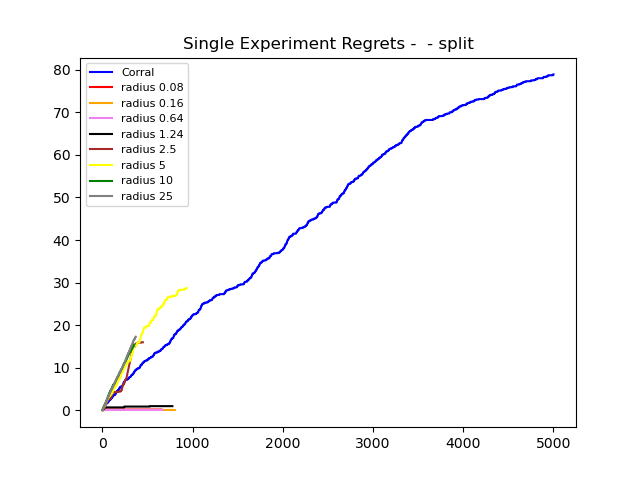 Single Experiment Regrets -  - split
Corral
radius 0.08
radius 0.16
radius 0.64
radius 1.24
radius 2.5
radius 5
radius 10
radius 25
80
70
60
50
40
30
20
10
0
0 1000 2000 3000 4000 5000